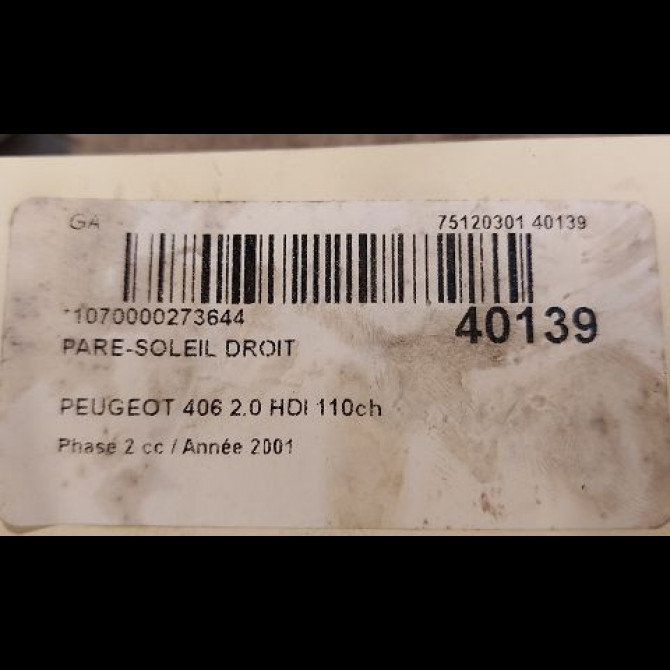 GA 75120301 40139
*1070000273644 40139
PARE-SOLEIL DROIT
PEUGEOT 406 2.0 HDI 110ch
Phase 2 cc / Année 2001